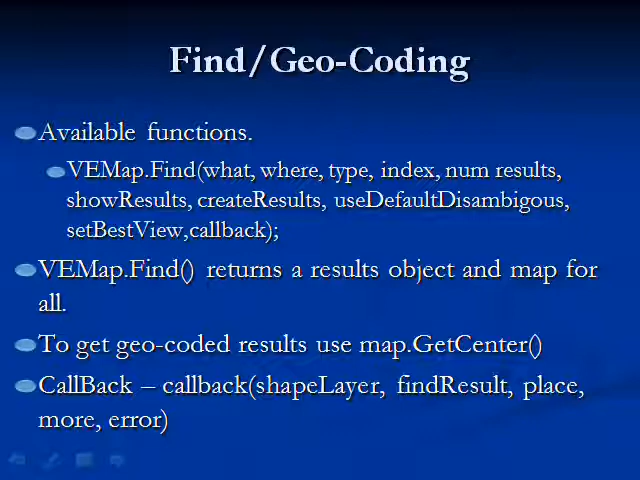 Find/Geo-Coding
Available functions.
VEMap.Find(what, where, type, index, num results,
showResults, createResults, useDefaultDisambigous,
setBestView,callback);
VEMap.Find() returns a results object and map for
all.
To get geo-coded results use map.GetCenter()
CallBack – callback(shapeLayer, findResult, place,
more, error)